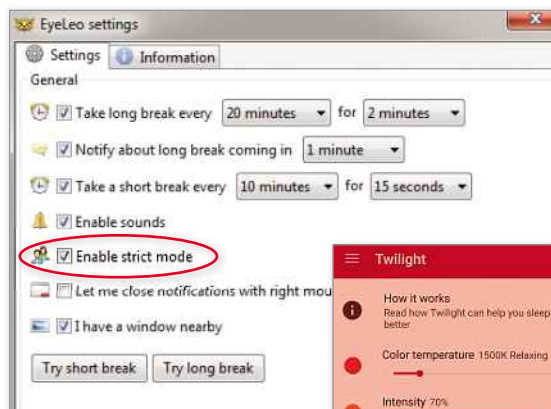 EyeLeo settings
Settings Information
General
Take long break every 20 minutes for 2 minutes
Notify about long break coming in 1 minute
Take a short break every 10 minutes for 15 seconds
Enable sounds
Enable strict mode
Let me close notifications with right mou
I have a window nearby
Try short break Try long break
Twilight
How it works
Read how Twilight can help you sleep
better
Color temperature 1500K Relaxing
Intensity 70%